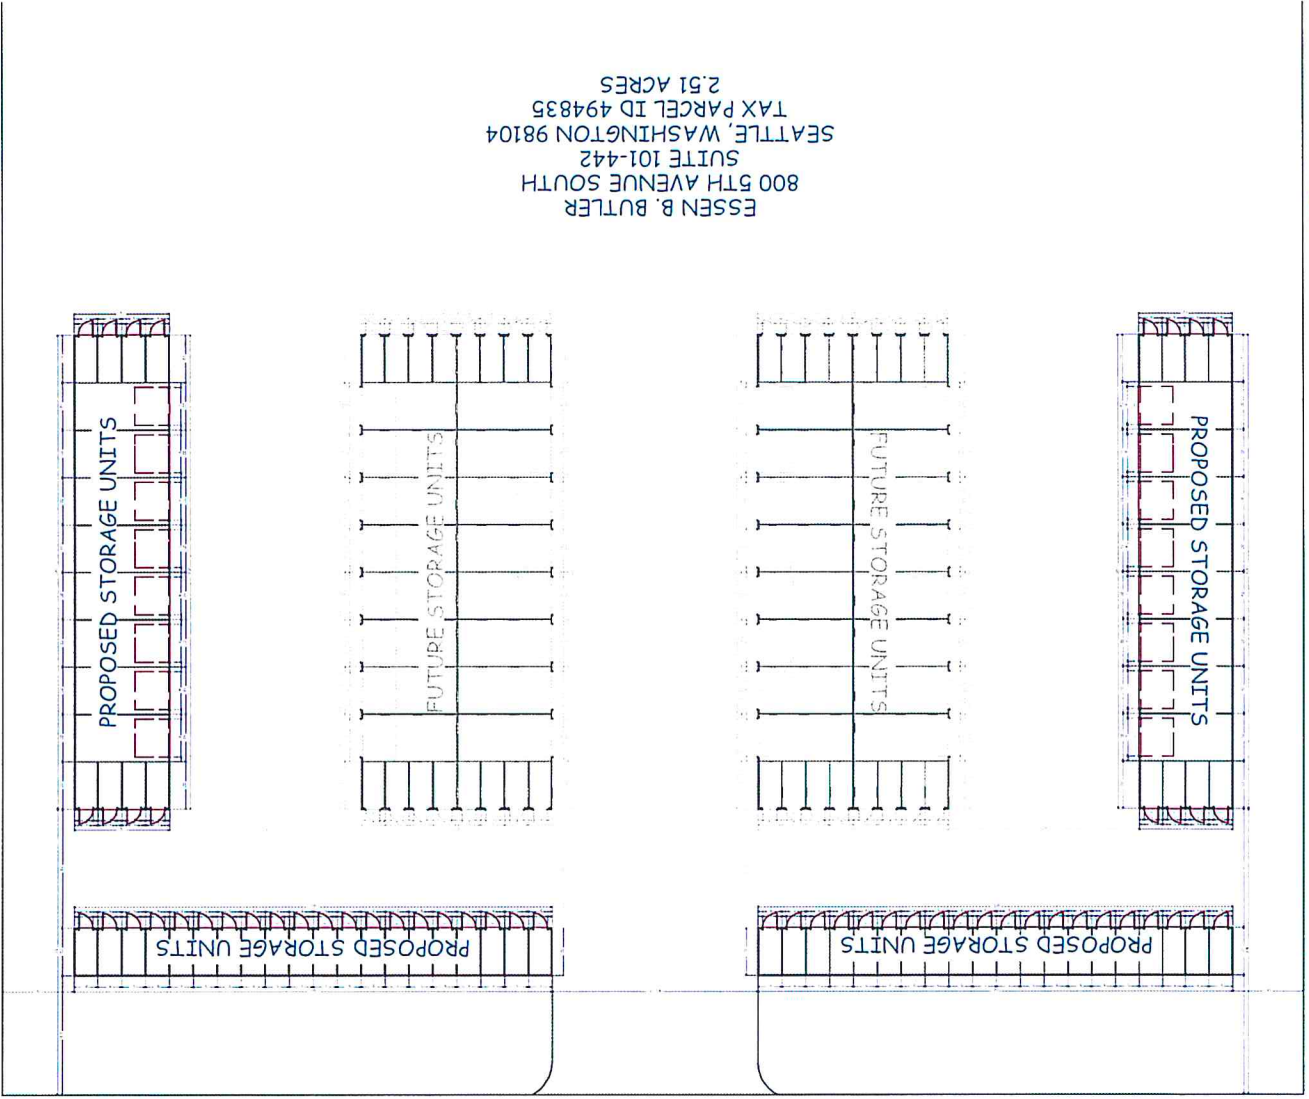 ESSEN B. BUTLER
800 5TH AVENUE SOUTH
SUITE 101-442
SEATTLE, WASHINGTON 98104
TAX PARCEL ID 494835
2.51 ACRES
PROPOSED STORAGE UNITS
PROPOSED STORAGE UNITS
PROPOSED STORAGE UNITS
FUTURE STORAGE UNITS
FUTURE STORAGE UNITS
PROPOSED STORAGE UNITS